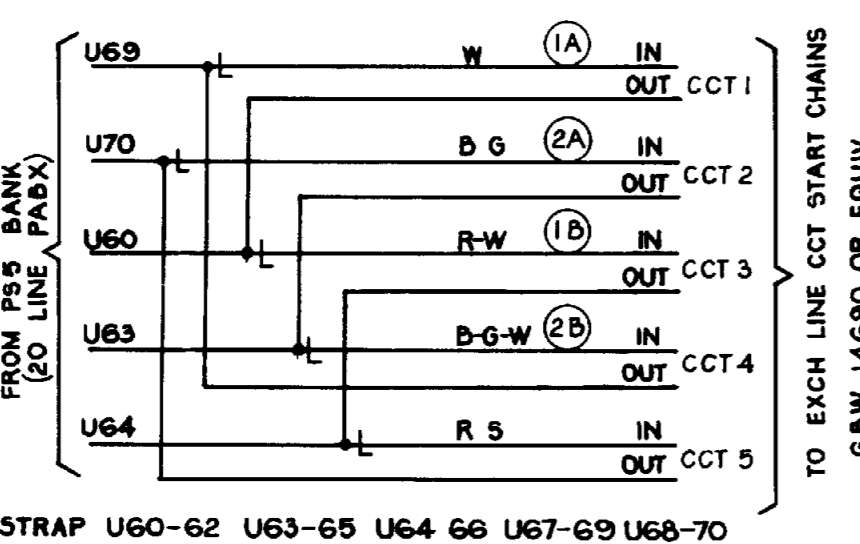 U69 W 1A IN
OUT CCT 1
U70 B G 2A IN
OUT CCT 2
U60 R-W 1B IN
OUT CCT 3
U63 B-G-W 2B IN
OUT CCT 4
U64 R S IN
OUT CCT 5
FROM PS5 BANK
(20 LINE PABX)
TO EXCH LINE CCT START CHAINS
STRAP U60-62 U63-65 U64 66 U67-69 U68-70